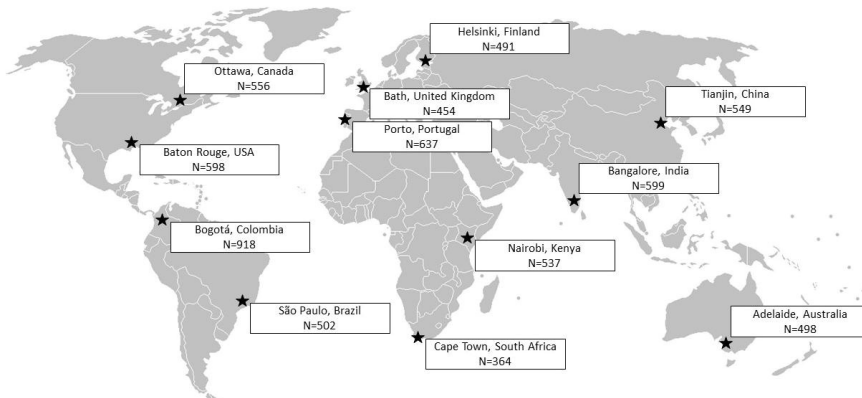 Helsinki, Finland
N=491
Ottawa, Canada
N=556
Bath, United Kingdom
N=454
Tianjin, China
N=549
Porto, Portugal
N=637
Baton Rouge, USA
N=598
Bangalore, India
N=599
Bogotá, Colombia
N=918
Nairobi, Kenya
N=537
São Paulo, Brazil
N=502
Adelaide, Australia
N=498
Cape Town, South Africa
N=364